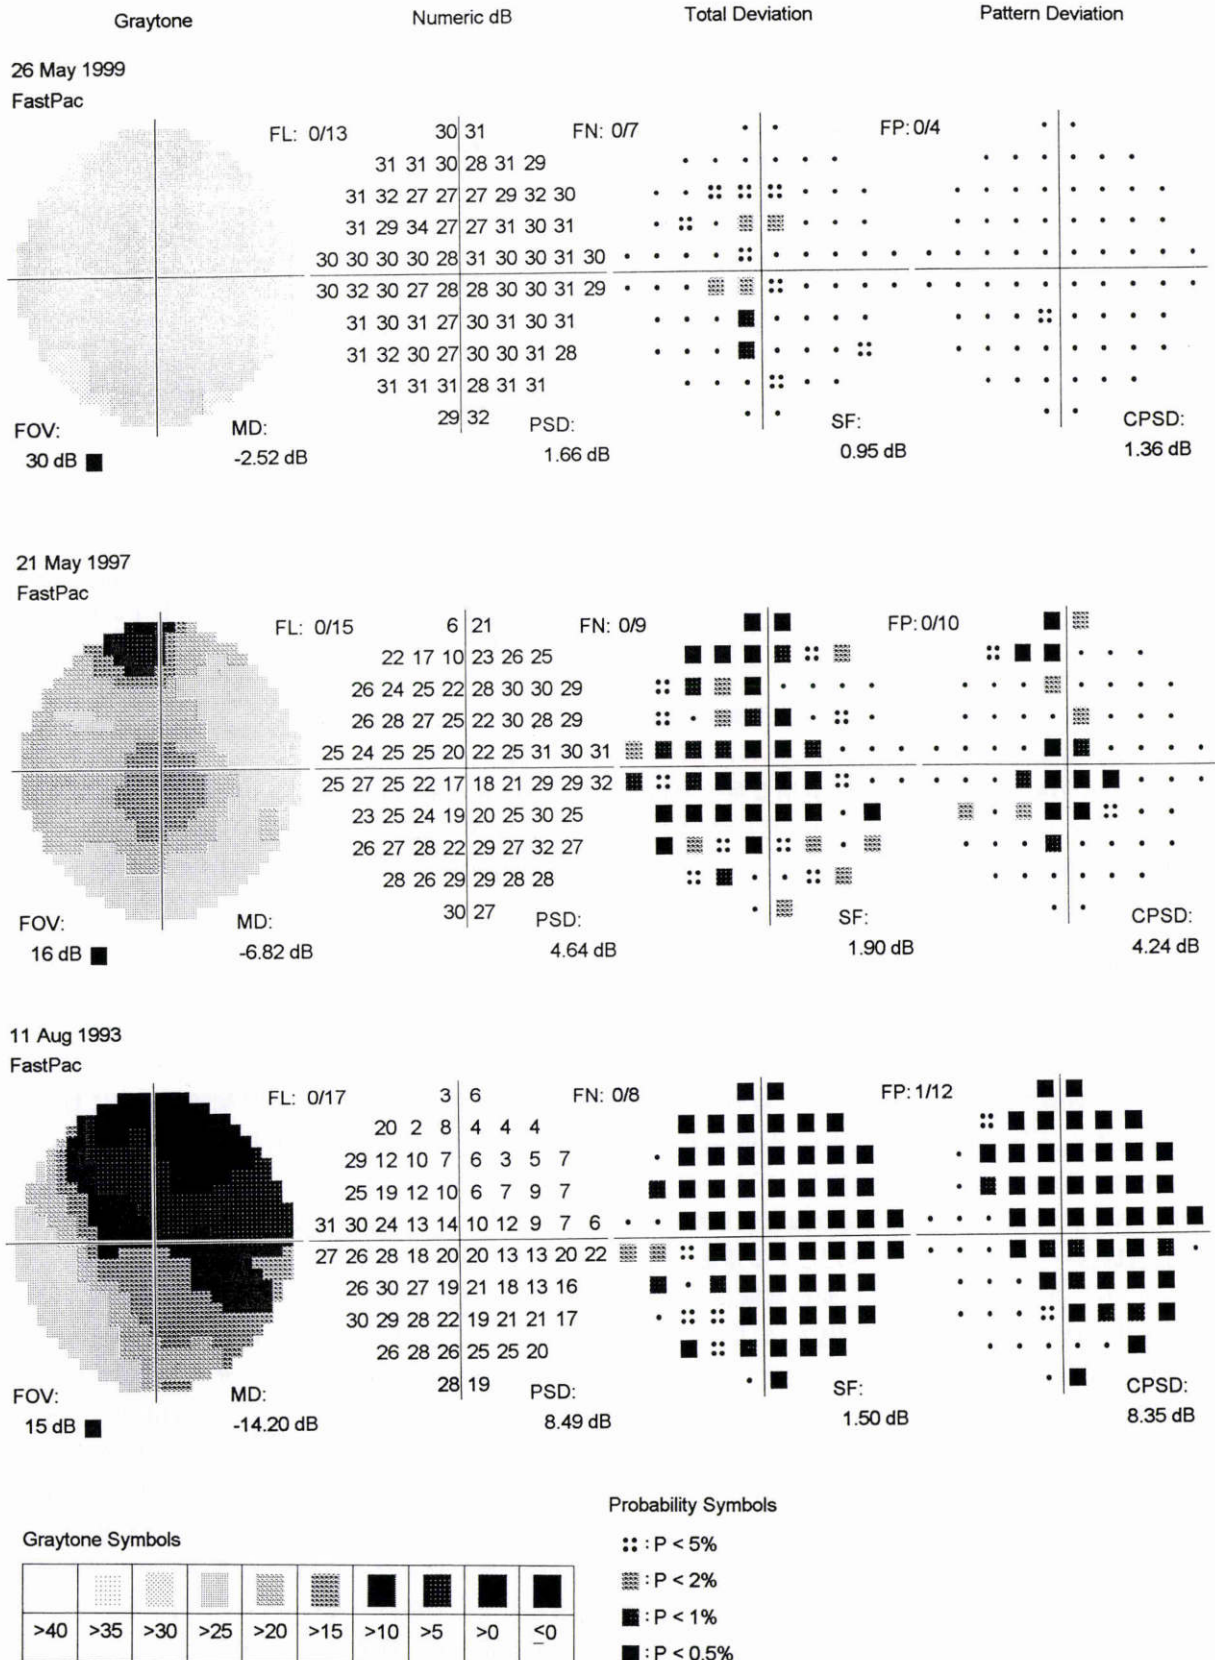 Graytone Numeric dB Total Deviation Pattern Deviation
26 May 1999
FastPac
FL: 0/13 30 31 FN: 0/7 FP: 0/4
31 31 30 28 31 29
31 32 27 27 27 29 32 30
31 29 34 27 27 31 30 31
30 30 30 30 28 31 30 30 31 30
30 32 30 27 28 28 30 30 31 29
31 30 31 27 30 31 30 31
31 32 30 27 30 30 31 28
31 31 31 28 31 31
29 32
FOV: MD: PSD: SF: CPSD:
30 dB -2.52 dB 1.66 dB 0.95 dB 1.36 dB
21 May 1997
FastPac
FL: 0/15 6 21 FN: 0/9 FP: 0/10
22 17 10 23 26 25
26 24 25 22 28 30 30 29
26 28 27 25 22 30 28 29
25 24 25 25 20 22 25 31 30 31
25 27 25 22 17 18 21 29 29 32
23 25 24 19 20 25 30 25
26 27 28 22 29 27 32 27
28 26 29 29 28 28
30 27
FOV: MD: PSD: SF: CPSD:
16 dB -6.82 dB 4.64 dB 1.90 dB 4.24 dB
11 Aug 1993
FastPac
FL: 0/17 3 6 FN: 0/8 FP: 1/12
20 2 8 4 4 4
29 12 10 7 6 3 5 7
25 19 12 10 6 7 9 7
31 30 24 13 14 10 12 9 7 6
27 26 28 18 20 20 13 13 20 22
26 30 27 19 21 18 13 16
30 29 28 22 19 21 21 17
26 28 26 25 25 20
28 19
FOV: MD: PSD: SF: CPSD:
15 dB -14.20 dB 8.49 dB 1.50 dB 8.35 dB
Graytone Symbols
>40 >35 >30 >25 >20 >15 >10 >5 >0 ≤0
Probability Symbols
: P < 5%
: P < 2%
: P < 1%
: P < 0.5%